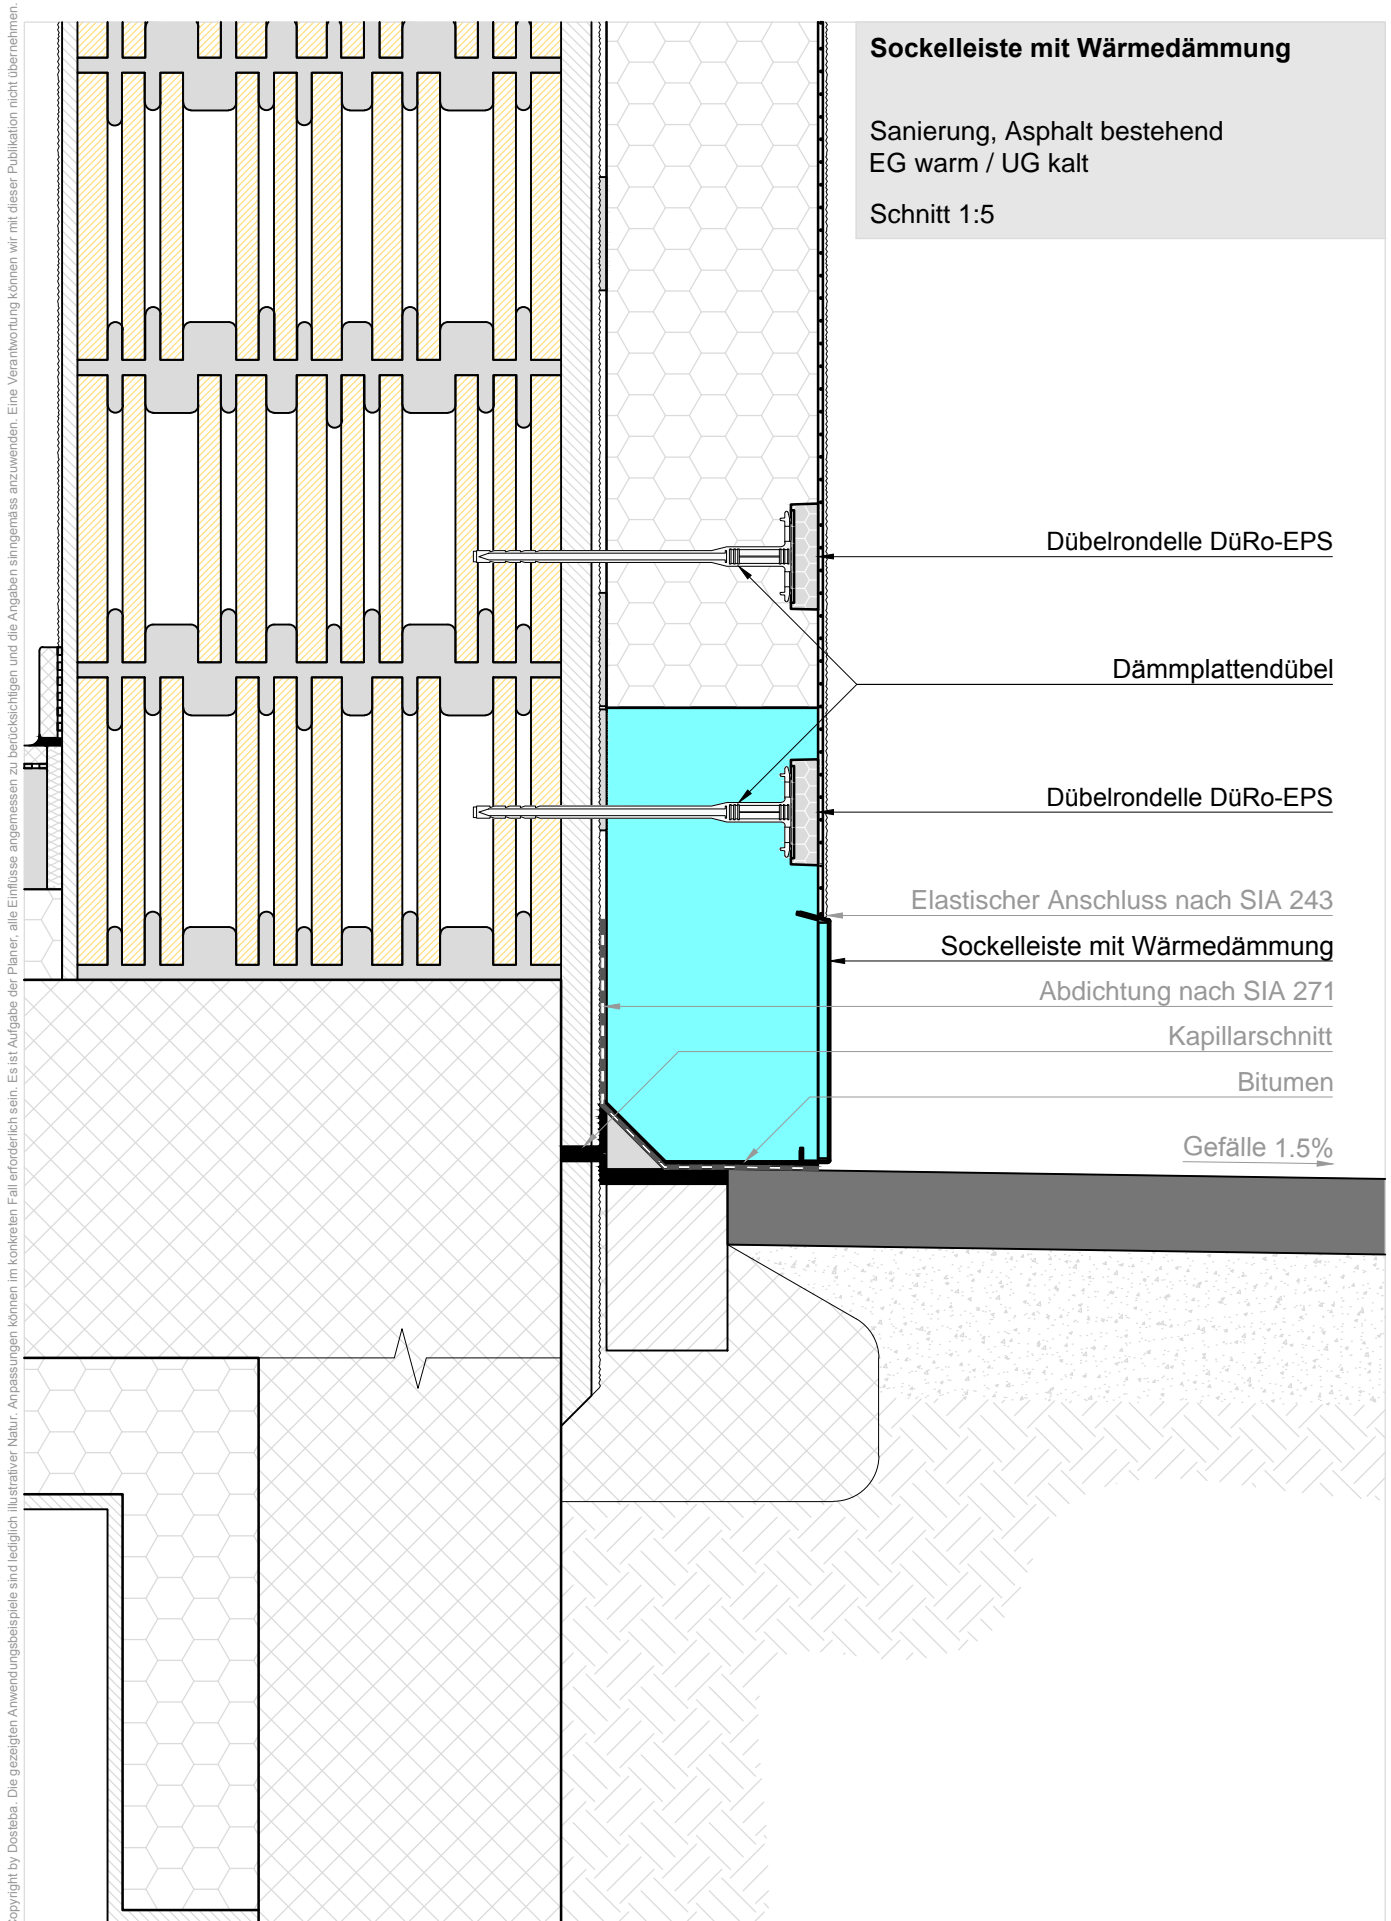 Sockelleiste mit Wärmedämmung
Sanierung, Asphalt bestehend
EG warm / UG kalt
Schnitt 1:5
Dübelrondelle DüRo-EPS
Dämmplattendübel
Dübelrondelle DüRo-EPS
Elastischer Anschluss nach SIA 243
Sockelleiste mit Wärmedämmung
Abdichtung nach SIA 271
Kapillarschnitt
Bitumen
Gefälle 1.5%
Copyright by Dosteba. Die gezeigten Anwendungsbeispiele sind lediglich illustrativer Natur. Anpassungen können im konkreten Fall erforderlich sein. Es ist Aufgabe der Planer, alle Einflüsse angemessen zu berücksichtigen und die Angaben sinngemäss anzuwenden. Eine Verantwortung können wir mit dieser Publikation nicht übernehmen.